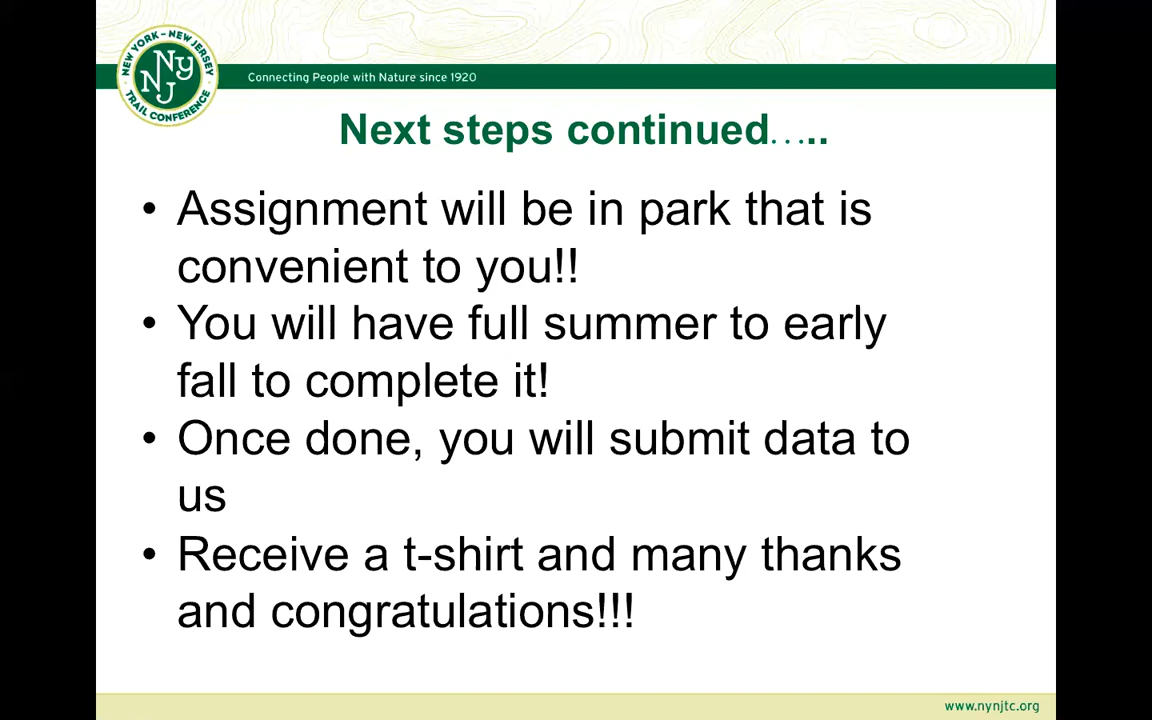 NEW YORK – NEW JERSEY
NY
NJ
TRAIL CONFERENCE
Connecting People with Nature since 1920
Next steps continued…..
• Assignment will be in park that is
convenient to you!!
• You will have full summer to early
fall to complete it!
• Once done, you will submit data to
us
• Receive a t-shirt and many thanks
and congratulations!!!
www.nynjtc.org